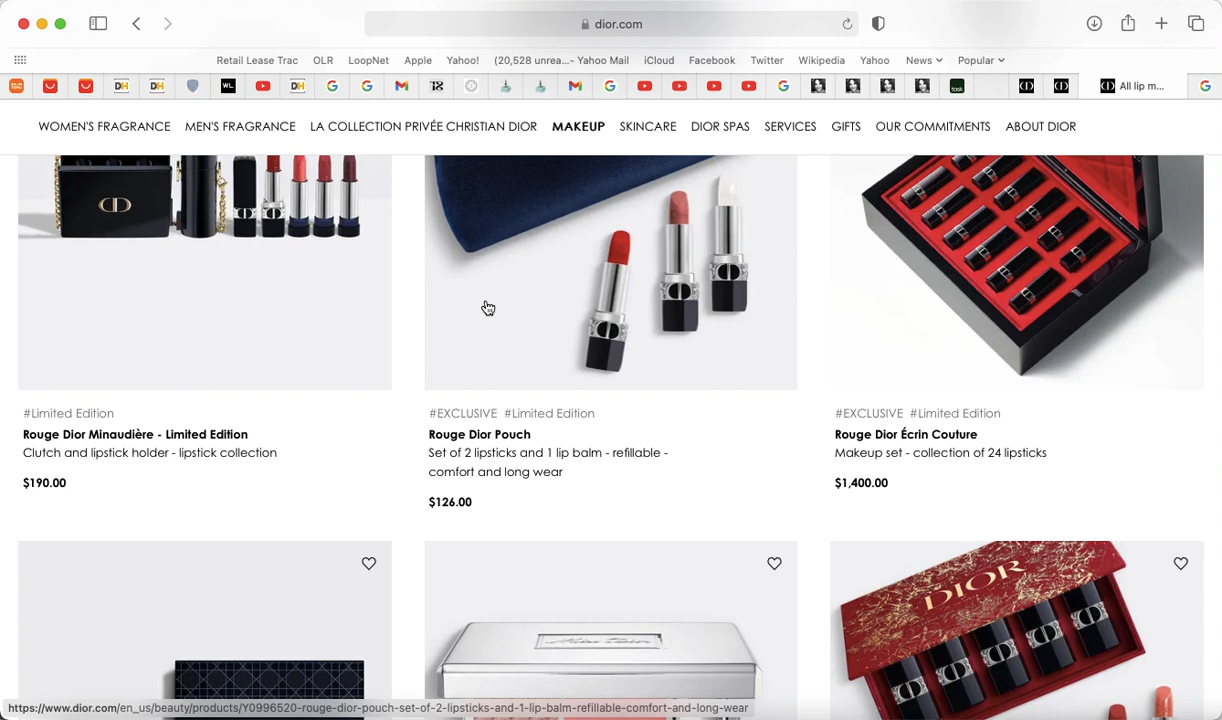 dior.com
Retail Lease Trac OLR LoopNet Apple Yahoo! (20,528 unrea...- Yahoo Mail iCloud Facebook Twitter Wikipedia Yahoo News Popular
DH DH WL DH task All lip m...
WOMEN'S FRAGRANCE MEN'S FRAGRANCE LA COLLECTION PRIVÉE CHRISTIAN DIOR MAKEUP SKINCARE DIOR SPAS SERVICES GIFTS OUR COMMITMENTS ABOUT DIOR
#Limited Edition
Rouge Dior Minaudière - Limited Edition
Clutch and lipstick holder - lipstick collection
$190.00
#EXCLUSIVE #Limited Edition
Rouge Dior Pouch
Set of 2 lipsticks and 1 lip balm - refillable -
comfort and long wear
$126.00
#EXCLUSIVE #Limited Edition
Rouge Dior Écrin Couture
Makeup set - collection of 24 lipsticks
$1,400.00
DIOR
https://www.dior.com/en_us/beauty/products/Y0996520-rouge-dior-pouch-set-of-2-lipsticks-and-1-lip-balm-refillable-comfort-and-long-wear